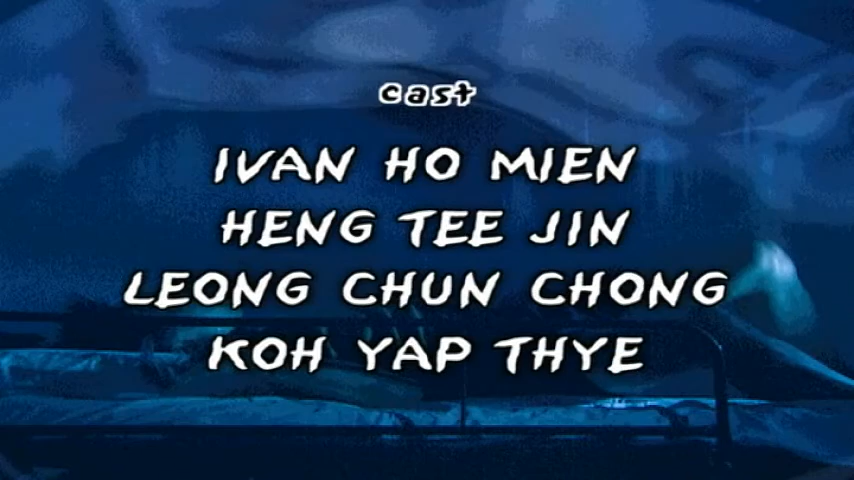 cast
IVAN HO MIEN
HENG TEE JIN
LEONG CHUN CHONG
KOH YAP THYE